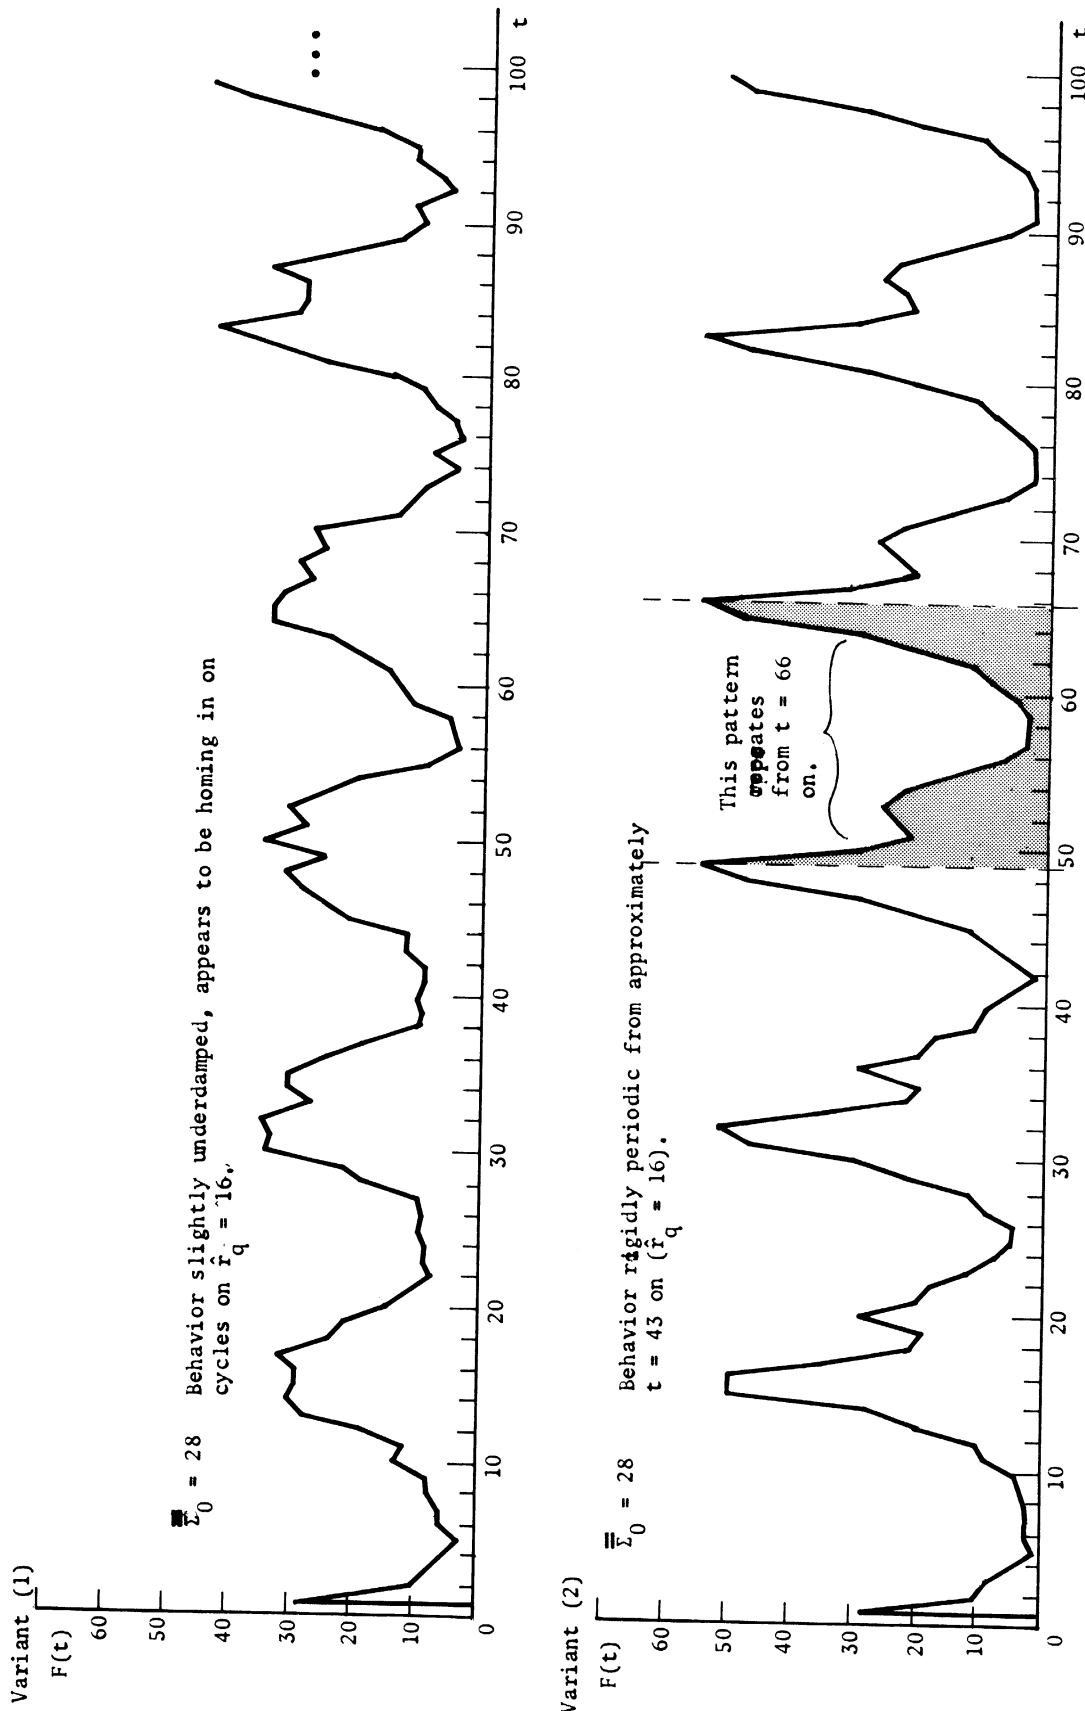 Variant (1)
F(t)
60
50
40
30
20
10
0
Σ̿₀ = 28 Behavior slightly underdamped, appears to be homing in on
cycles on r̂q = 16.
10
20
30
40
50
60
70
80
90
100
t
Variant (2)
F(t)
60
50
40
30
20
10
0
Σ̿₀ = 28
Behavior rigidly periodic from approximately
t = 43 on (r̂q = 16).
This pattern
from t = 66
on.
10
20
30
40
50
60
70
80
90
100
t